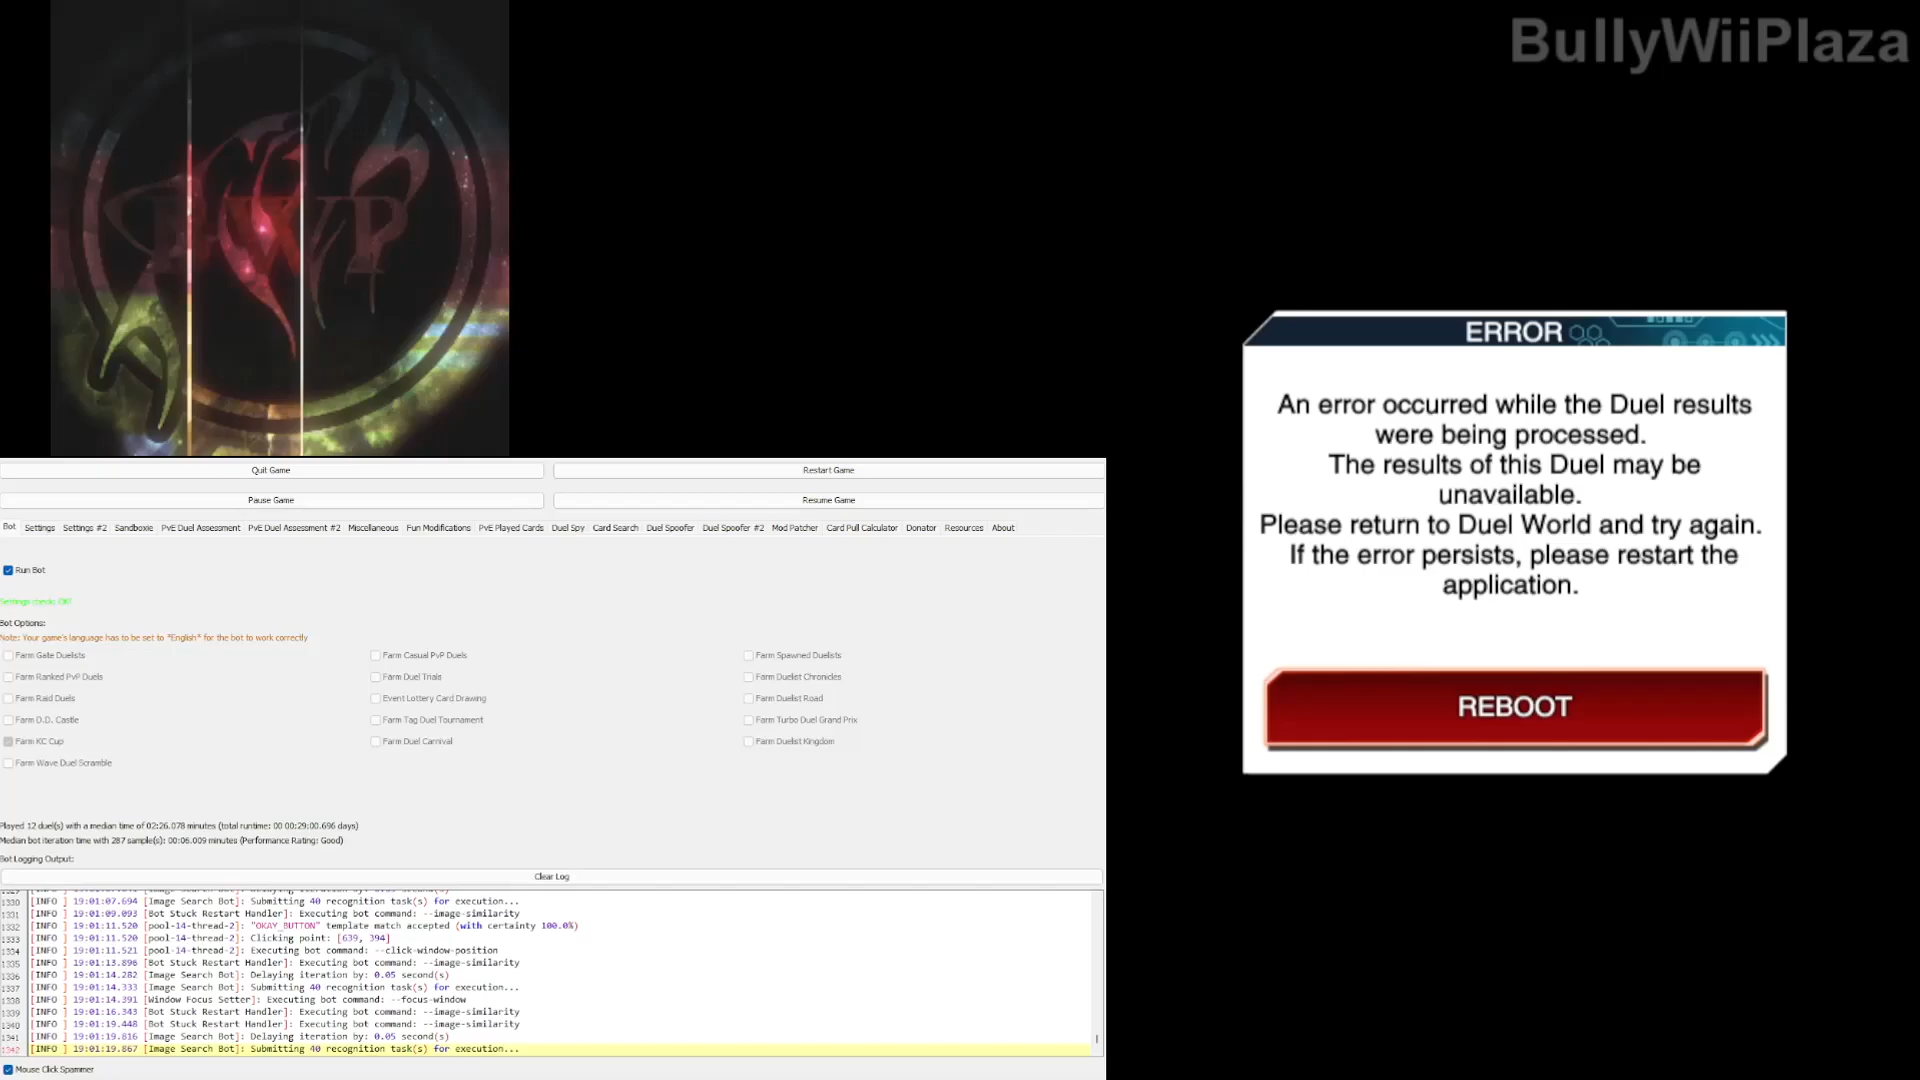 BullyWiiPlaza
BWP
Quit Game
Restart Game
Pause Game
Resume Game
Bot Settings Settings #2 Sandboxie PvE Duel Assessment PvE Duel Assessment #2 Miscellaneous Fun Modifications PvE Played Cards Duel Spy Card Search Duel Spoofer Duel Spoofer #2 Mod Patcher Card Pull Calculator Donator Resources About
Run Bot
Settings check: OK!
Bot Options:
Note: Your game's language has to be set to "English" for the bot to work correctly
Farm Gate Duelists Farm Casual PvP Duels Farm Spawned Duelists
Farm Ranked PvP Duels Farm Duel Trials Farm Duelist Chronicles
Farm Raid Duels Event Lottery Card Drawing Farm Duelist Road
Farm D.D. Castle Farm Tag Duel Tournament Farm Turbo Duel Grand Prix
Farm KC Cup Farm Duel Carnival Farm Duelist Kingdom
Farm Wave Duel Scramble
Played 12 duel(s) with a median time of 02:26.078 minutes (total runtime: 00 00:29:00.696 days)
Median bot iteration time with 287 sample(s): 00:06.009 minutes (Performance Rating: Good)
Bot Logging Output:
Clear Log
1330 [INFO ] 19:01:07.694 [Image Search Bot]: Submitting 40 recognition task(s) for execution...
1331 [INFO ] 19:01:09.093 [Bot Stuck Restart Handler]: Executing bot command: --image-similarity
1332 [INFO ] 19:01:11.520 [pool-14-thread-2]: "OKAY_BUTTON" template match accepted (with certainty 100.0%)
1333 [INFO ] 19:01:11.520 [pool-14-thread-2]: Clicking point: [639, 394]
1334 [INFO ] 19:01:11.521 [pool-14-thread-2]: Executing bot command: --click-window-position
1335 [INFO ] 19:01:13.896 [Bot Stuck Restart Handler]: Executing bot command: --image-similarity
1336 [INFO ] 19:01:14.282 [Image Search Bot]: Delaying iteration by: 0.05 second(s)
1337 [INFO ] 19:01:14.333 [Image Search Bot]: Submitting 40 recognition task(s) for execution...
1338 [INFO ] 19:01:14.391 [Window Focus Setter]: Executing bot command: --focus-window
1339 [INFO ] 19:01:16.343 [Bot Stuck Restart Handler]: Executing bot command: --image-similarity
1340 [INFO ] 19:01:19.448 [Bot Stuck Restart Handler]: Executing bot command: --image-similarity
1341 [INFO ] 19:01:19.816 [Image Search Bot]: Delaying iteration by: 0.05 second(s)
1342 [INFO ] 19:01:19.867 [Image Search Bot]: Submitting 40 recognition task(s) for execution...
Mouse Click Spammer
ERROR
An error occurred while the Duel results
were being processed.
The results of this Duel may be
unavailable.
Please return to Duel World and try again.
If the error persists, please restart the
application.
REBOOT